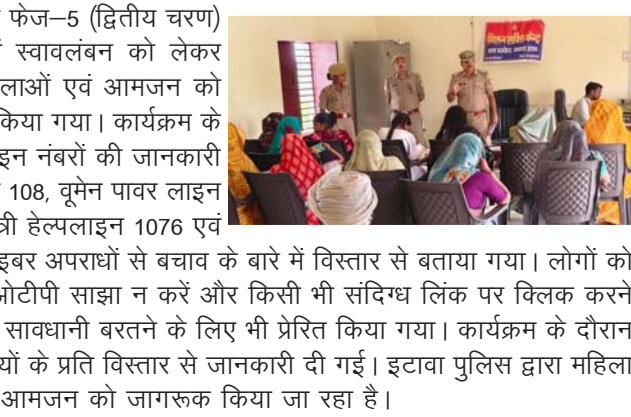 फेज–5 (द्वितीय चरण)
स्वावलंबन को लेकर
लाओं एवं आमजन को
किया गया। कार्यक्रम के
इन नंबरों की जानकारी
108, वूमेन पावर लाइन
त्री हेल्पलाइन 1076 एवं
इबर अपराधों से बचाव के बारे में विस्तार से बताया गया। लोगों को
ओटीपी साझा न करें और किसी भी संदिग्ध लिंक पर क्लिक करने
सावधानी बरतने के लिए भी प्रेरित किया गया। कार्यक्रम के दौरान
यों के प्रति विस्तार से जानकारी दी गई। इटावा पुलिस द्वारा महिला
आमजन को जागरूक किया जा रहा है।
मिशन शक्ति केन्द्र